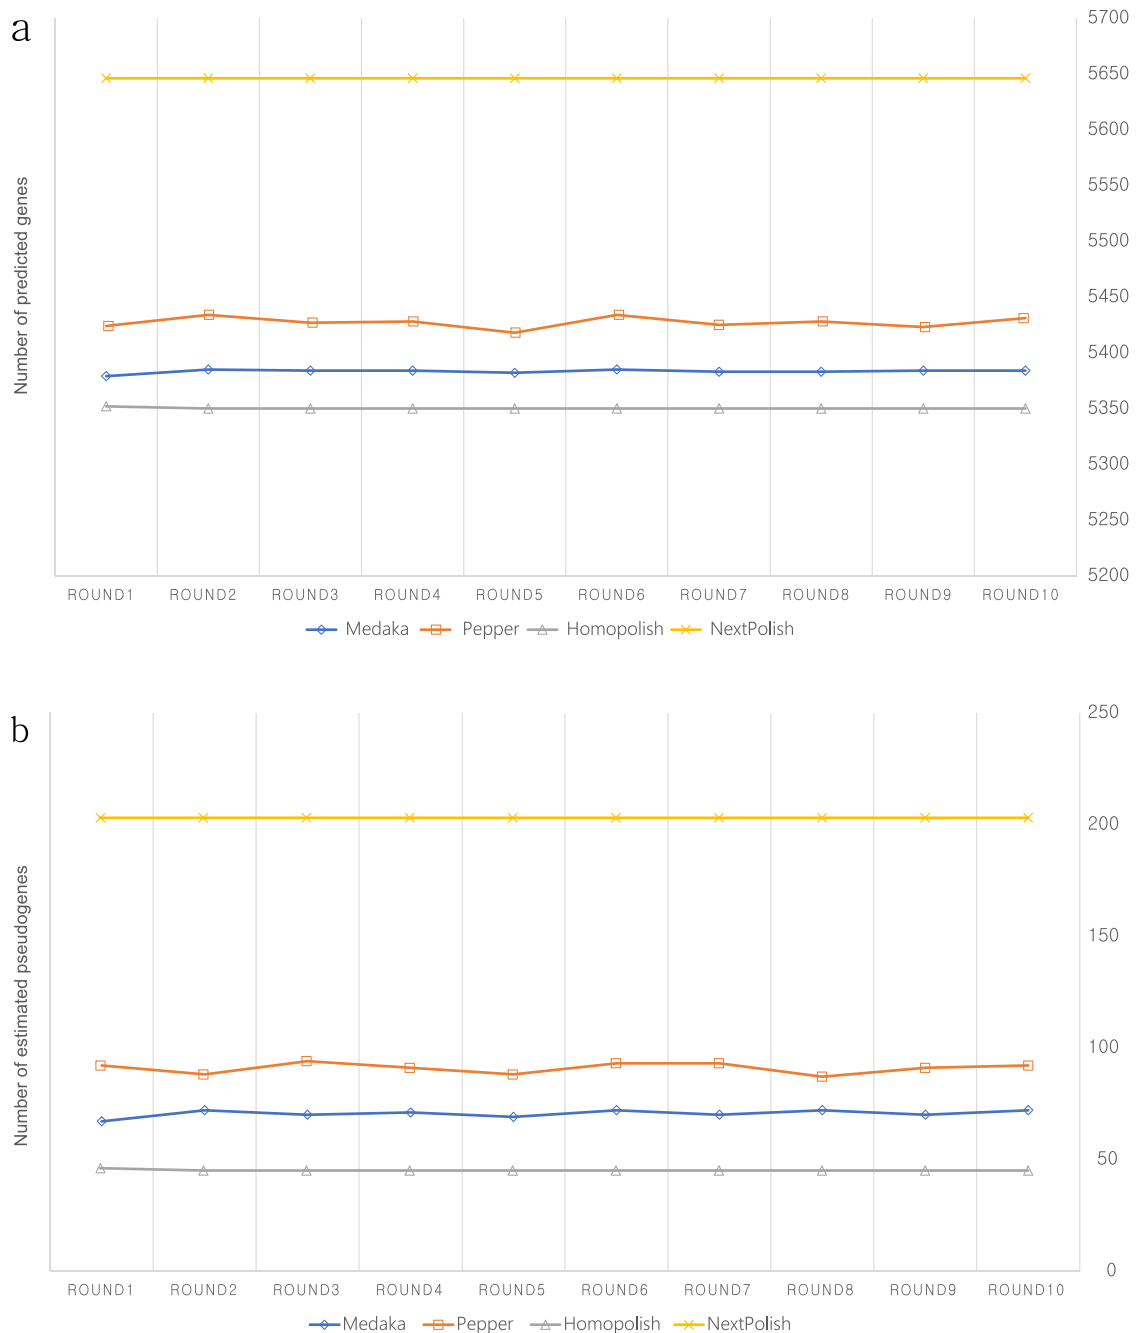 a
5700
5650
5600
5550
5500
5450
5400
5350
5300
5250
5200
Number of predicted genes
ROUND1 ROUND2 ROUND3 ROUND4 ROUND5 ROUND6 ROUND7 ROUND8 ROUND9 ROUND10
Medaka Pepper Homopolish NextPolish
b
250
200
150
100
50
0
Number of estimated pseudogenes
ROUND1 ROUND2 ROUND3 ROUND4 ROUND5 ROUND6 ROUND7 ROUND8 ROUND9 ROUND10
Medaka Pepper Homopolish NextPolish